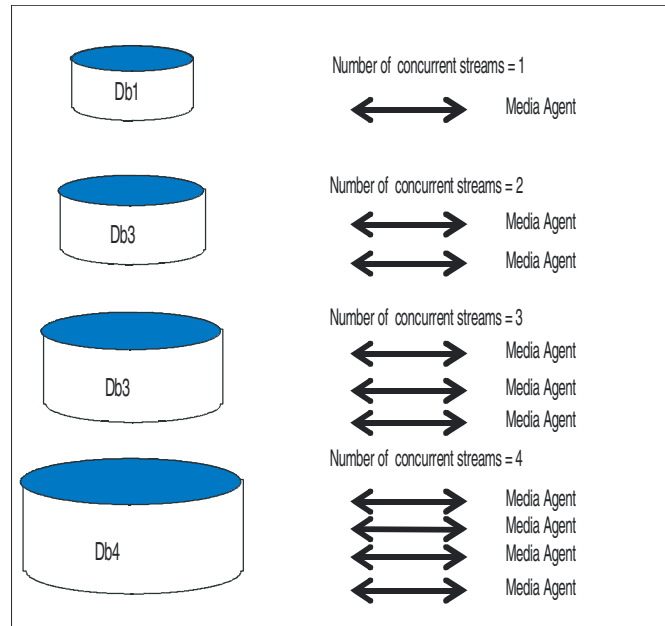 Number of concurrent streams = 1
Db1
Media Agent
Number of concurrent streams = 2
Db3
Media Agent
Media Agent
Number of concurrent streams = 3
Db3
Media Agent
Media Agent
Media Agent
Number of concurrent streams = 4
Db4
Media Agent
Media Agent
Media Agent
Media Agent